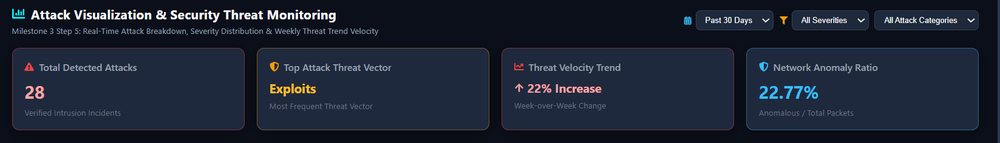 Attack Visualization & Security Threat Monitoring
Milestone 3 Step 5: Real-Time Attack Breakdown, Severity Distribution & Weekly Threat Trend Velocity
Past 30 Days
All Severities
All Attack Categories
Total Detected Attacks
28
Verified Intrusion Incidents
Top Attack Threat Vector
Exploits
Most Frequent Threat Vector
Threat Velocity Trend
↑ 22% Increase
Week-over-Week Change
Network Anomaly Ratio
22.77%
Anomalous / Total Packets